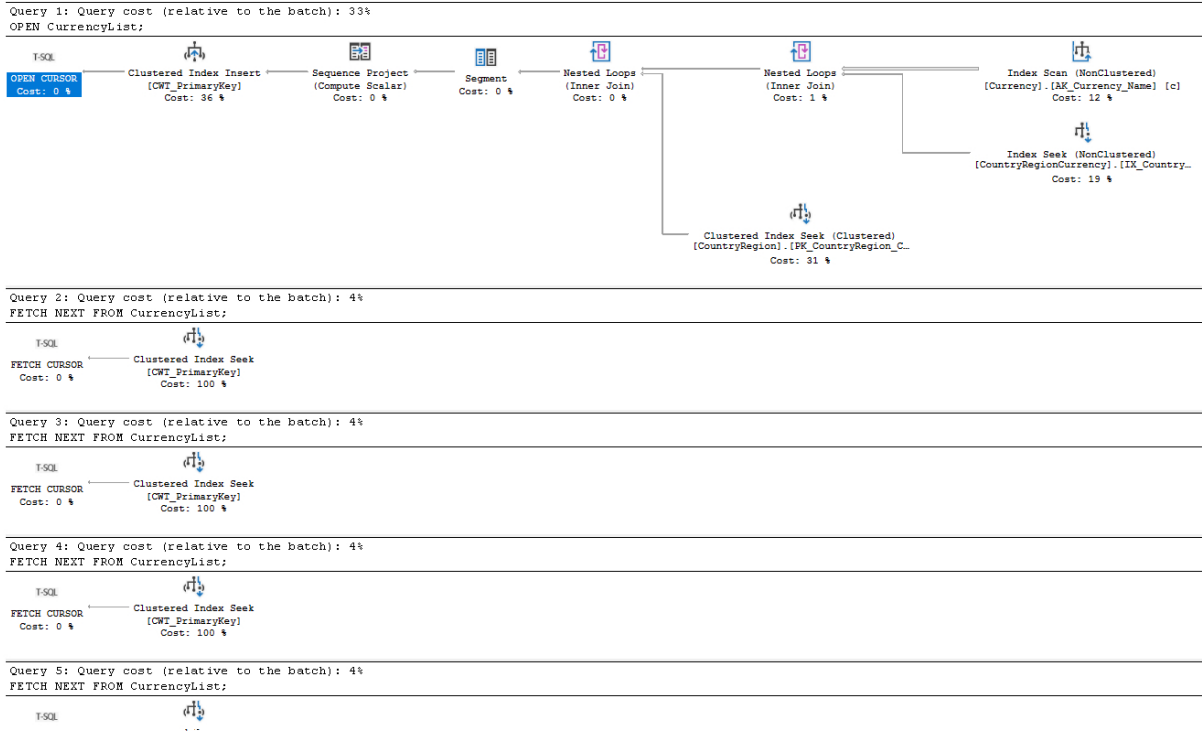 Query 1: Query cost (relative to the batch): 33%
OPEN CurrencyList;
T-SQL
OPEN CURSOR
Cost: 0 %
Clustered Index Insert
[CWT_PrimaryKey]
Cost: 36 %
Sequence Project
(Compute Scalar)
Cost: 0 %
Segment
Cost: 0 %
Nested Loops
(Inner Join)
Cost: 0 %
Nested Loops
(Inner Join)
Cost: 1 %
Index Scan (NonClustered)
[Currency].[AK_Currency_Name] [c]
Cost: 12 %
Index Seek (NonClustered)
[CountryRegionCurrency].[IX_Country…
Cost: 19 %
Clustered Index Seek (Clustered)
[CountryRegion].[PK_CountryRegion_C…
Cost: 31 %
Query 2: Query cost (relative to the batch): 4%
FETCH NEXT FROM CurrencyList;
T-SQL
FETCH CURSOR
Cost: 0 %
Clustered Index Seek
[CWT_PrimaryKey]
Cost: 100 %
Query 3: Query cost (relative to the batch): 4%
FETCH NEXT FROM CurrencyList;
T-SQL
FETCH CURSOR
Cost: 0 %
Clustered Index Seek
[CWT_PrimaryKey]
Cost: 100 %
Query 4: Query cost (relative to the batch): 4%
FETCH NEXT FROM CurrencyList;
T-SQL
FETCH CURSOR
Cost: 0 %
Clustered Index Seek
[CWT_PrimaryKey]
Cost: 100 %
Query 5: Query cost (relative to the batch): 4%
FETCH NEXT FROM CurrencyList;
T-SQL